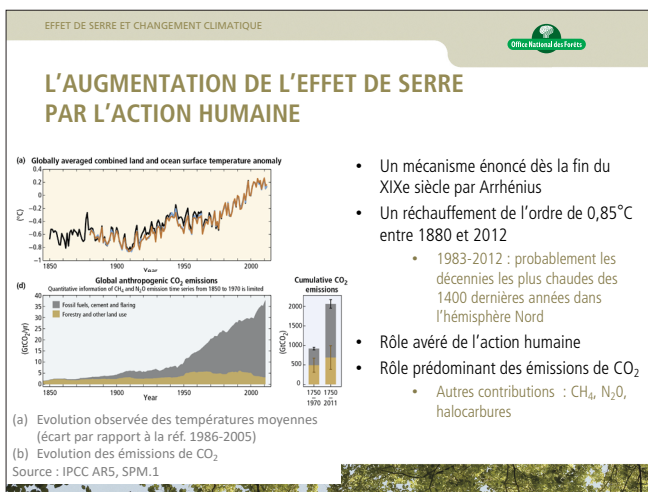 EFFET DE SERRE ET CHANGEMENT CLIMATIQUE
Office National des Forêts
L'AUGMENTATION DE L'EFFET DE SERRE
PAR L'ACTION HUMAINE
(a) Globally averaged combined land and ocean surface temperature anomaly
0.4
0.2
0
−0.2
−0.4
−0.6
−0.8
−1
(°C)
1850
1900
1950
2000
Year
(d) Global anthropogenic CO2 emissions
Quantitative information of CH4 and N2O emission time series from 1850 to 1970 is limited
40
35
30
25
20
15
10
5
0
(GtCO2/yr)
Fossil fuels, cement and flaring
Forestry and other land use
1850
1900
1950
2000
Year
Cumulative CO2
emissions
2000
1500
1000
500
0
(GtCO2)
1750 1750
– –
1970 2011
(a) Evolution observée des températures moyennes
(écart par rapport à la réf. 1986-2005)
(b) Evolution des émissions de CO2
Source : IPCC AR5, SPM.1
• Un mécanisme énoncé dès la fin du
XIXe siècle par Arrhénius
• Un réchauffement de l'ordre de 0,85°C
entre 1880 et 2012
• 1983-2012 : probablement les
décennies les plus chaudes des
1400 dernières années dans
l'hémisphère Nord
• Rôle avéré de l'action humaine
• Rôle prédominant des émissions de CO2
• Autres contributions : CH4, N20,
halocarbures